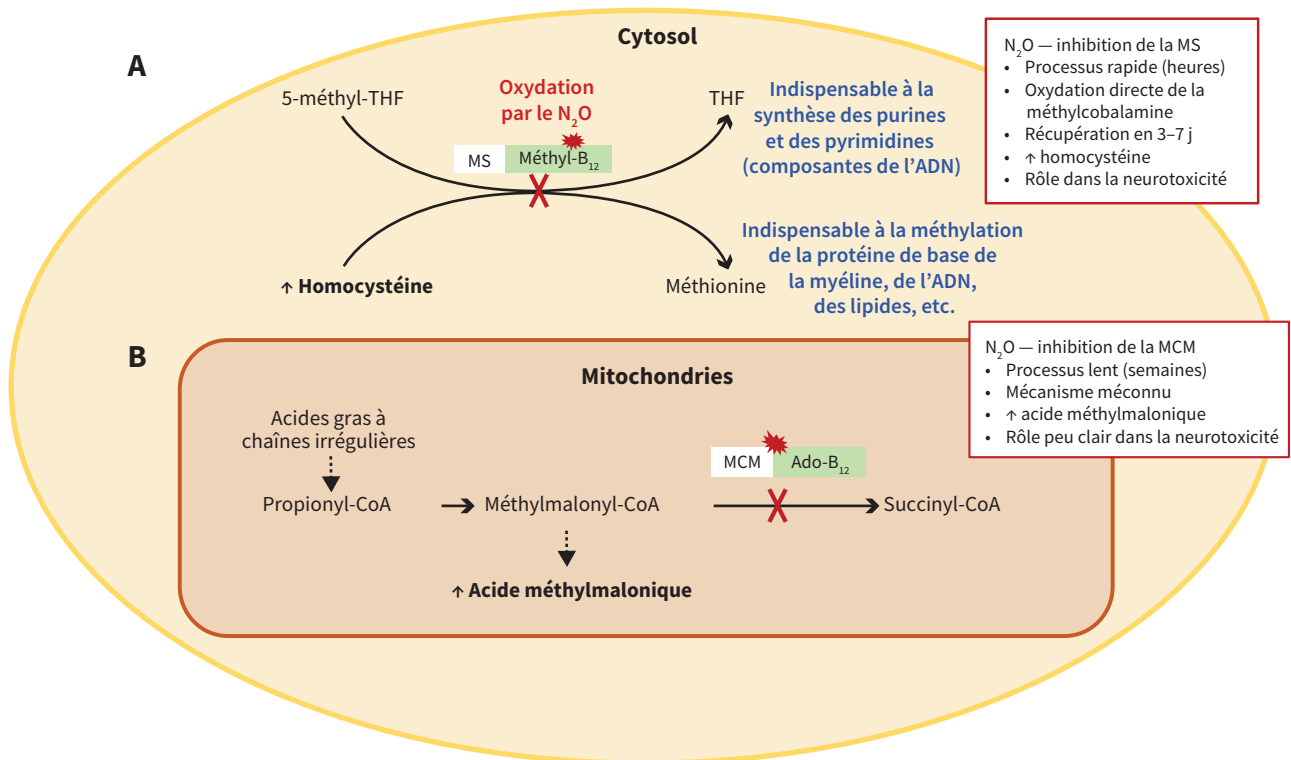 Cytosol
A
5-méthyl-THF
Oxydation
par le N₂O
MS
Méthyl-B₁₂
THF
Indispensable à la
synthèse des purines
et des pyrimidines
(composantes de l’ADN)
↑ Homocystéine
Méthionine
Indispensable à la méthylation
de la protéine de base de
la myéline, de l’ADN,
des lipides, etc.
N₂O — inhibition de la MS
• Processus rapide (heures)
• Oxydation directe de la
méthylcobalamine
• Récupération en 3–7 j
• ↑ homocystéine
• Rôle dans la neurotoxicité
B
Mitochondries
Acides gras à
chaînes irrégulières
Propionyl-CoA
Méthylmalonyl-CoA
MCM
Ado-B₁₂
Succinyl-CoA
↑ Acide méthylmalonique
N₂O — inhibition de la MCM
• Processus lent (semaines)
• Mécanisme méconnu
• ↑ acide méthylmalonique
• Rôle peu clair dans la neurotoxicité